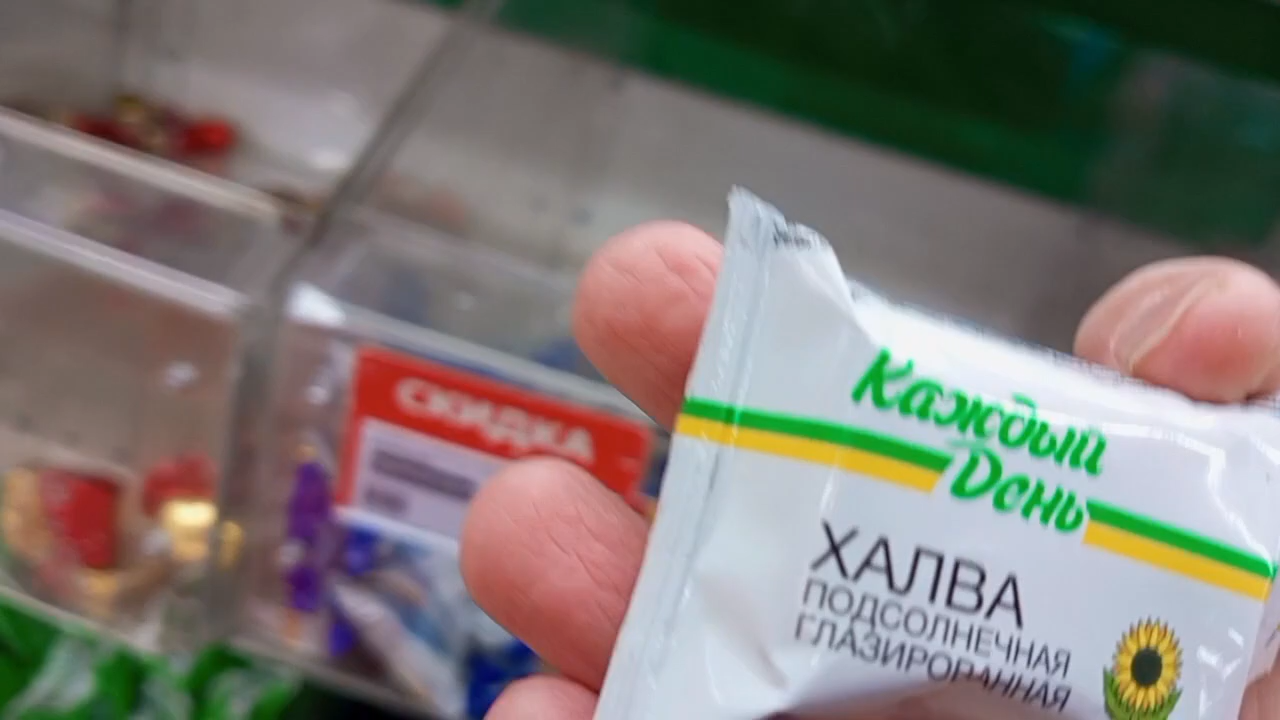 СКИДКА
Каждый
День
ХАЛВА
ПОДСОЛНЕЧНАЯ
ГЛАЗИРОВАННАЯ